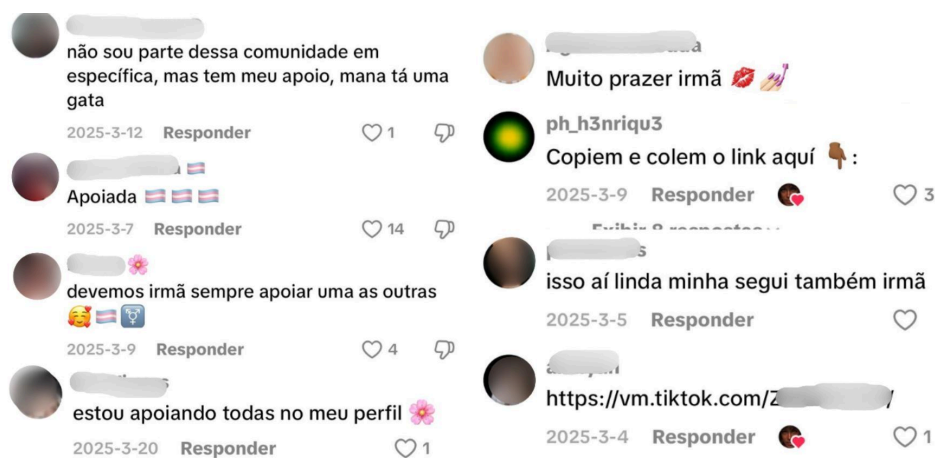 não sou parte dessa comunidade em
específica, mas tem meu apoio, mana tá uma
gata
2025-3-12 Responder 1
Apoiada
2025-3-7 Responder 14
devemos irmã sempre apoiar uma as outras
2025-3-9 Responder 4
estou apoiando todas no meu perfil 🌸
2025-3-20 Responder 1
Muito prazer irmã 💋 💅
ph_h3nriqu3
Copiem e colem o link aquí 👇🏾 :
2025-3-9 Responder 3
Exibir 8 respostas
isso aí linda minha segui também irmã
2025-3-5 Responder
https://vm.tiktok.com/Z
2025-3-4 Responder 1